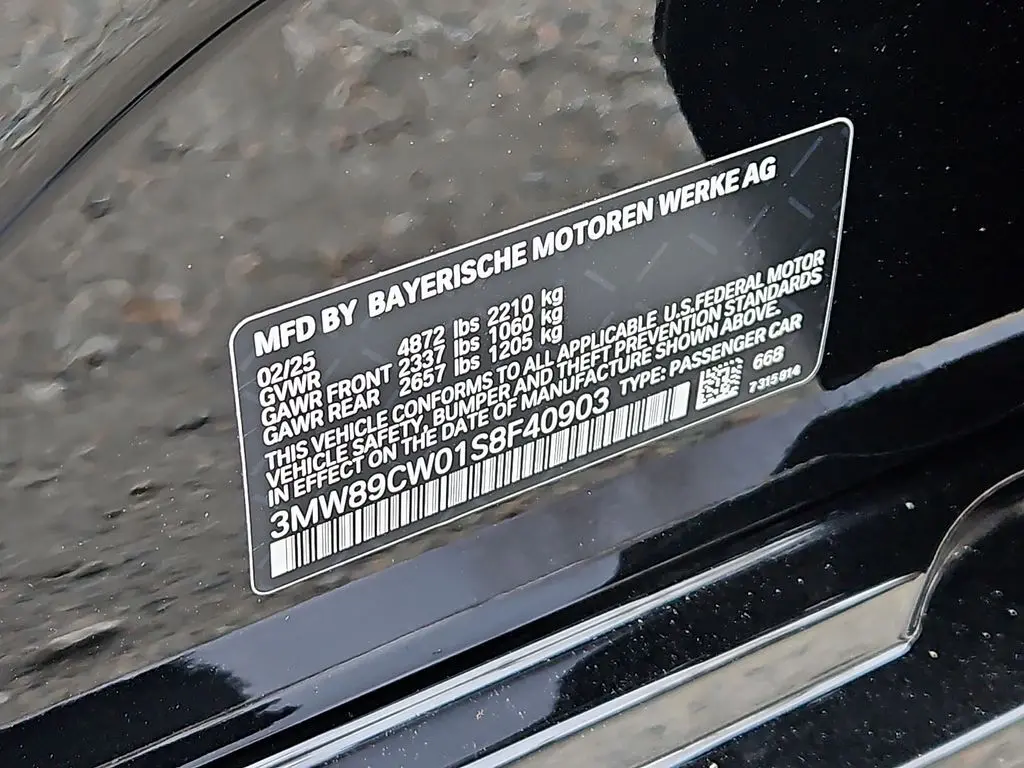 MFD BY BAYERISCHE MOTOREN WERKE AG
02/25
GVWR 4872 lbs 2210 kg
GAWR FRONT 2337 lbs 1060 kg
GAWR REAR 2657 lbs 1205 kg
THIS VEHICLE CONFORMS TO ALL APPLICABLE U.S.FEDERAL MOTOR
VEHICLE SAFETY, BUMPER AND THEFT PREVENTION STANDARDS
IN EFFECT ON THE DATE OF MANUFACTURE SHOWN ABOVE.
3MW89CW01S8F40903 TYPE: PASSENGER CAR
668
7 315 814